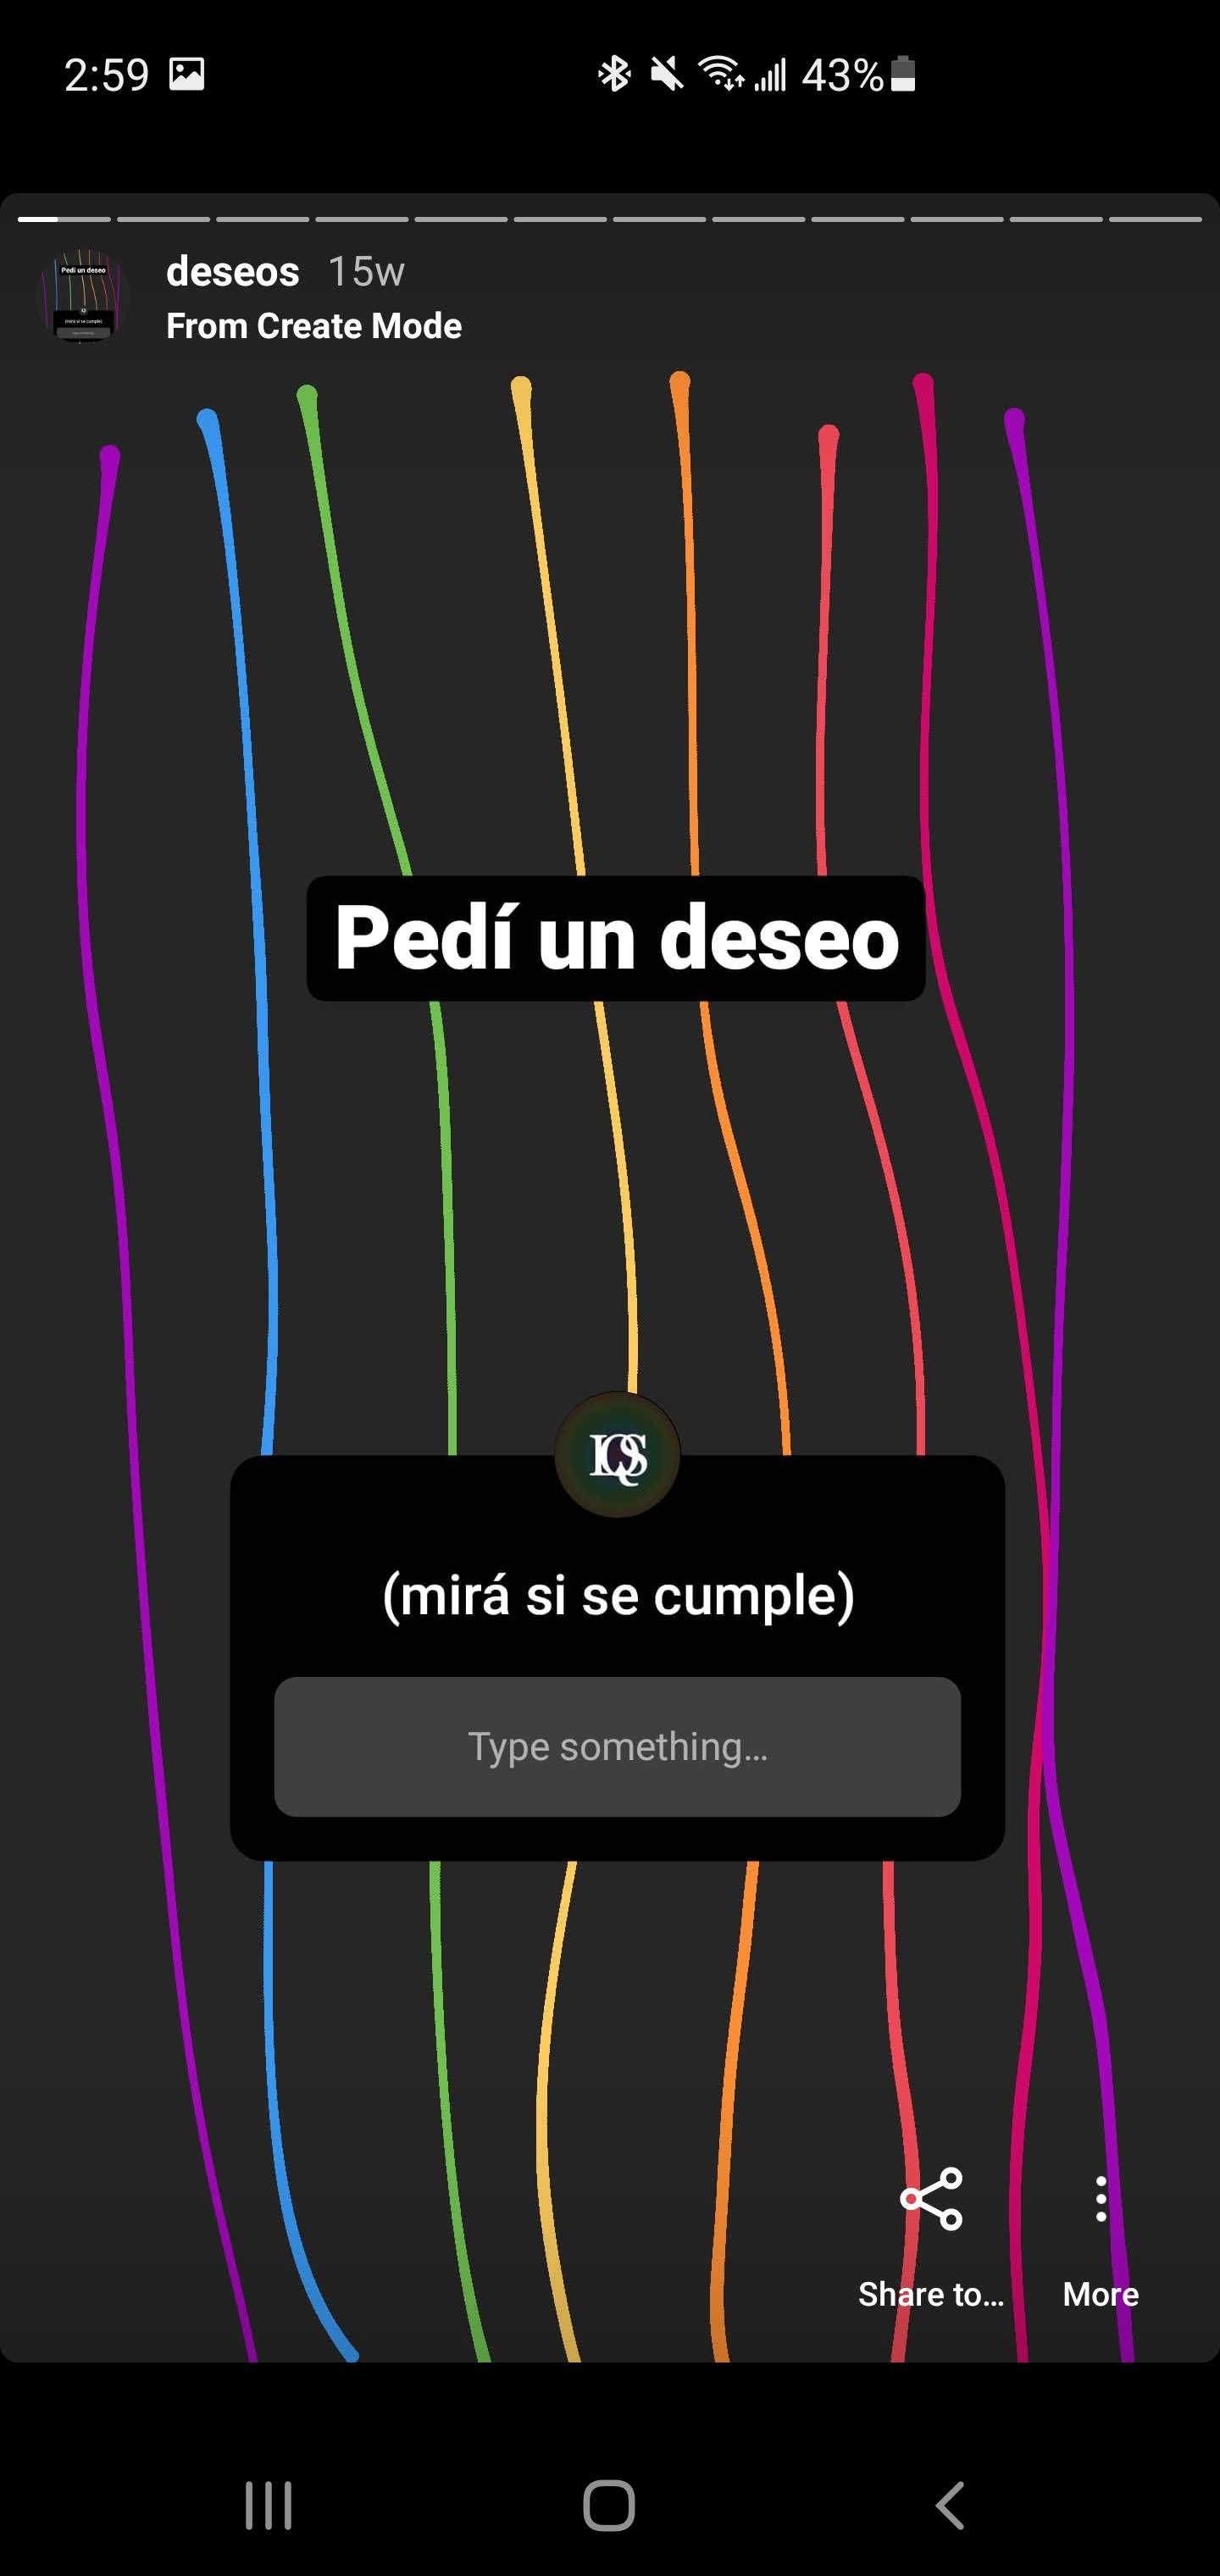 2:59 43%
deseos 15w
From Create Mode
Pedí un deseo
(mirá si se cumple)
Type something...
Share to...
More